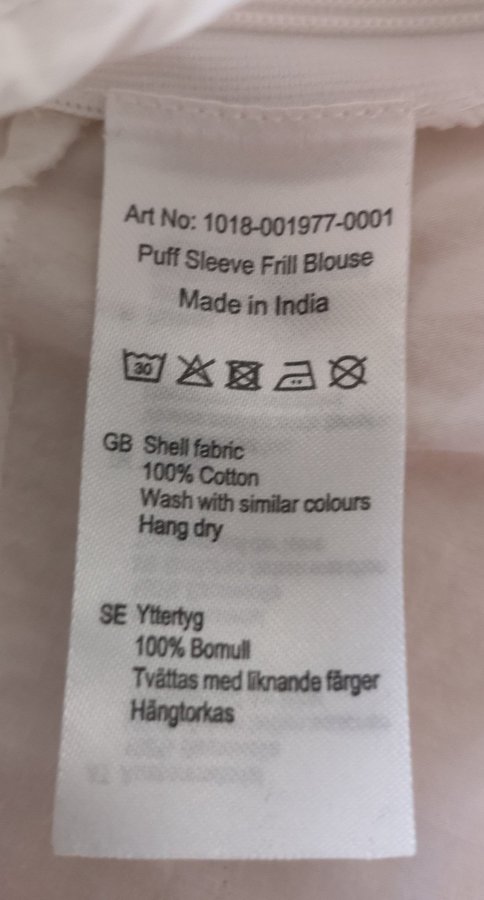 Art No: 1018-001977-0001
Puff Sleeve Frill Blouse
Made in India
30
GB Shell fabric
100% Cotton
Wash with similar colours
Hang dry
SE Yttertyg
100% Bomull
Tvättas med liknande färger
Hängtorkas